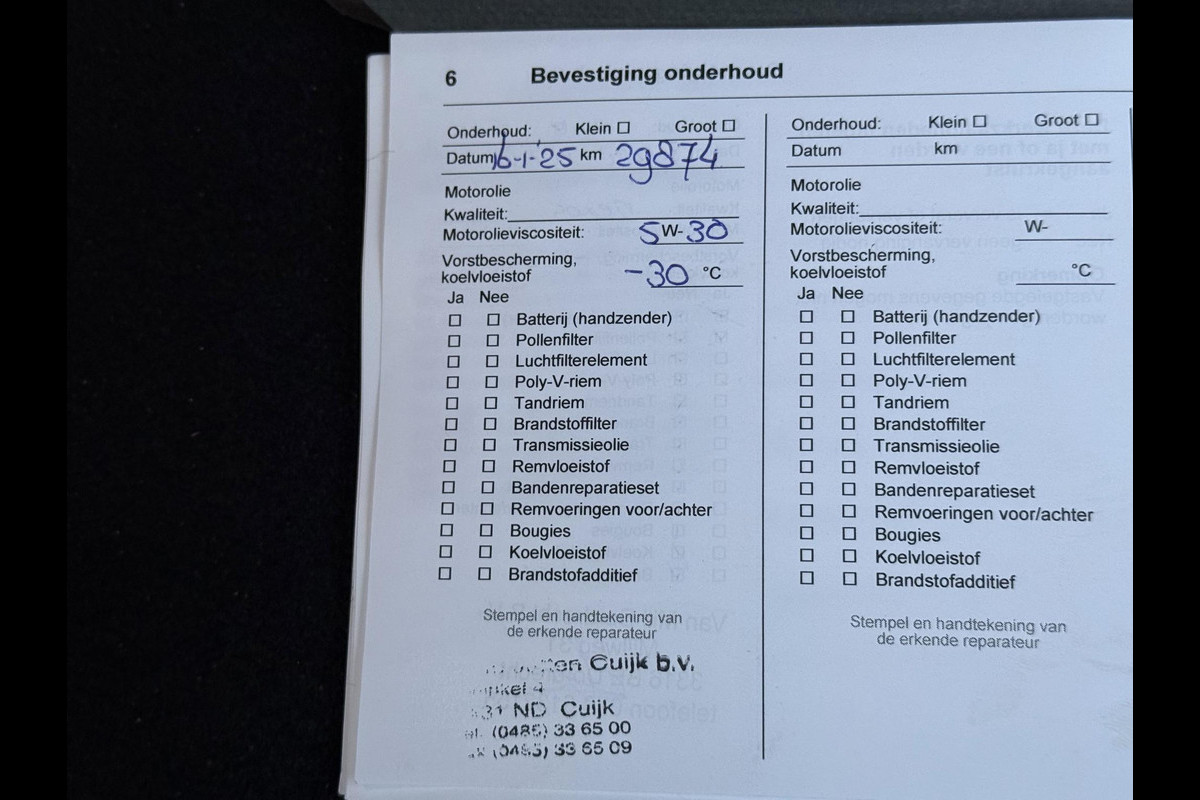 6 Bevestiging onderhoud
Onderhoud: Klein ☐ Groot ☐
Datum 16-1-25 km 29874
Motorolie
Kwaliteit:
Motorolieviscositeit: 5 W- 30
Vorstbescherming,
koelvloeistof -30 °C
Ja Nee
☐ ☐ Batterij (handzender)
☐ ☐ Pollenfilter
☐ ☐ Luchtfilterelement
☐ ☐ Poly-V-riem
☐ ☐ Tandriem
☐ ☐ Brandstoffilter
☐ ☐ Transmissieolie
☐ ☐ Remvloeistof
☐ ☐ Bandenreparatieset
☐ ☐ Remvoeringen voor/achter
☐ ☐ Bougies
☐ ☐ Koelvloeistof
☐ ☐ Brandstofadditief
Stempel en handtekening van
de erkende reparateur
Cuijk b.v.
4
ND Cuijk
(0485) 33 65 00
(0485) 33 65 09
Onderhoud: Klein ☐ Groot ☐
Datum km
Motorolie
Kwaliteit:
Motorolieviscositeit: W-
Vorstbescherming,
koelvloeistof °C
Ja Nee
☐ ☐ Batterij (handzender)
☐ ☐ Pollenfilter
☐ ☐ Luchtfilterelement
☐ ☐ Poly-V-riem
☐ ☐ Tandriem
☐ ☐ Brandstoffilter
☐ ☐ Transmissieolie
☐ ☐ Remvloeistof
☐ ☐ Bandenreparatieset
☐ ☐ Remvoeringen voor/achter
☐ ☐ Bougies
☐ ☐ Koelvloeistof
☐ ☐ Brandstofadditief
Stempel en handtekening van
de erkende reparateur